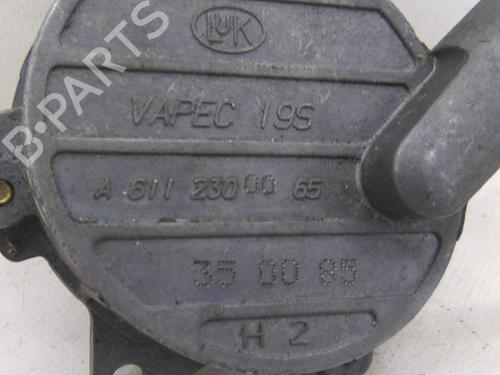 LuK
VAPEC 19S
A 611 230 00 65
35 00 85
H 2
B-PARTS